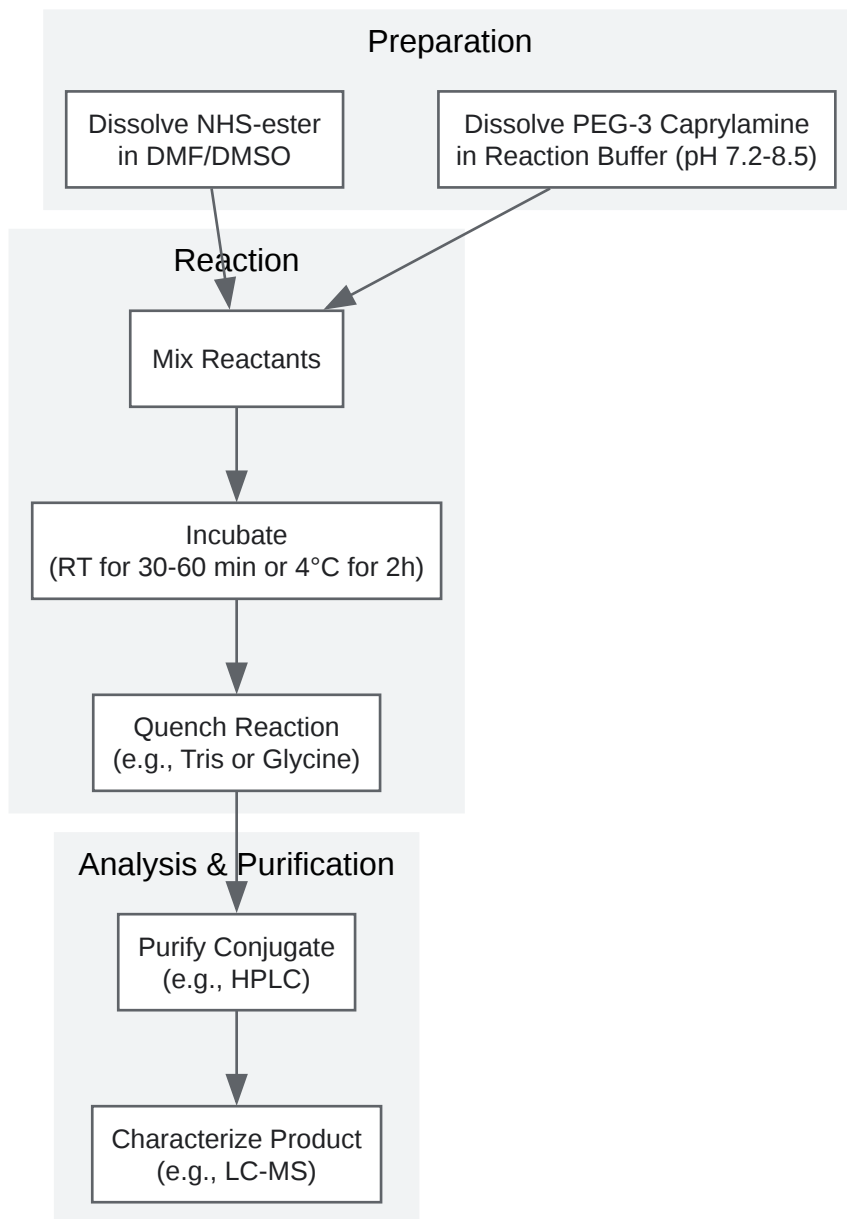 Preparation
Dissolve NHS-ester
in DMF/DMSO
Dissolve PEG-3 Caprylamine
in Reaction Buffer (pH 7.2-8.5)
Reaction
Mix Reactants
Incubate
(RT for 30-60 min or 4°C for 2h)
Quench Reaction
(e.g., Tris or Glycine)
Analysis & Purification
Purify Conjugate
(e.g., HPLC)
Characterize Product
(e.g., LC-MS)